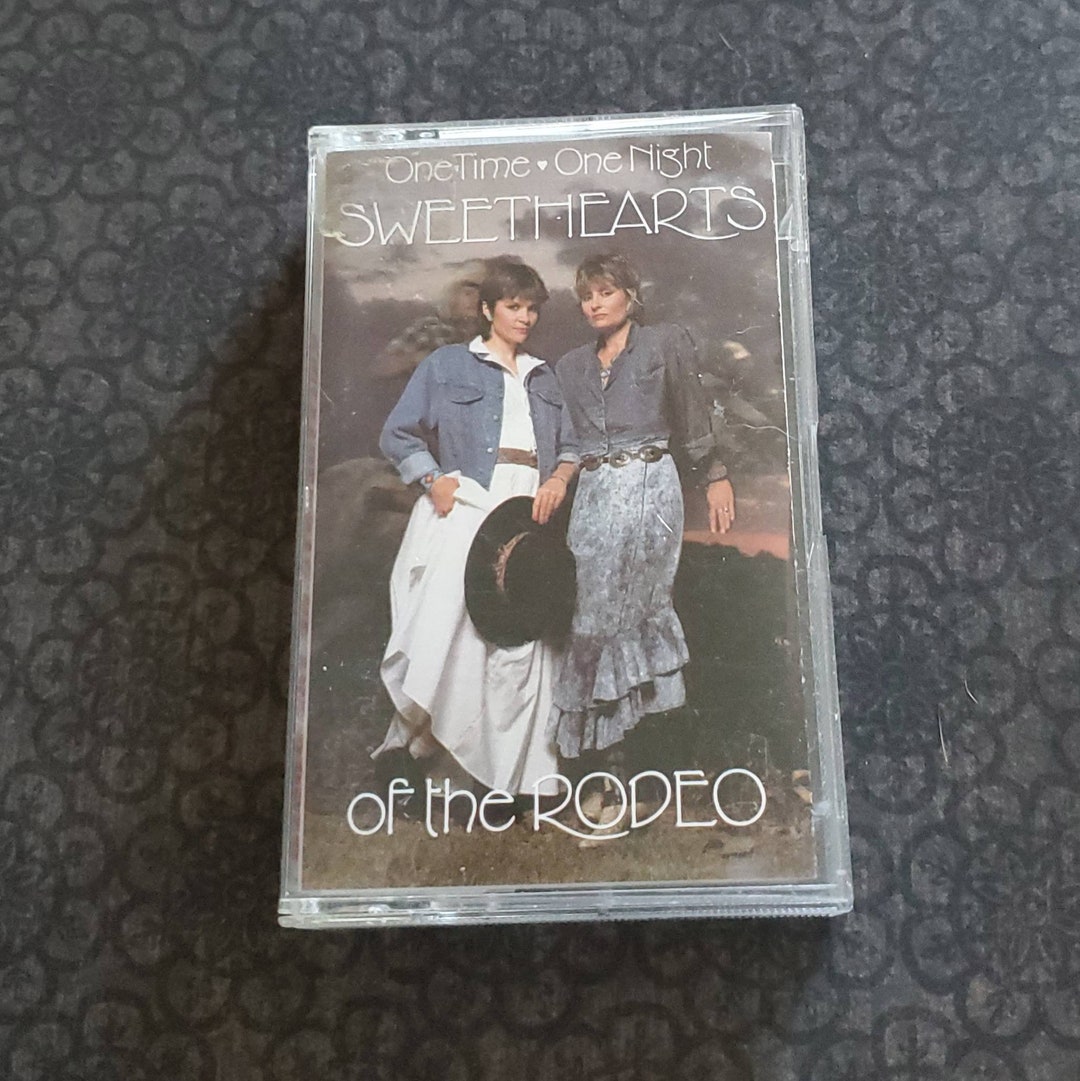 One Time ♥ One Night
SWEETHEARTS
of the RODEO